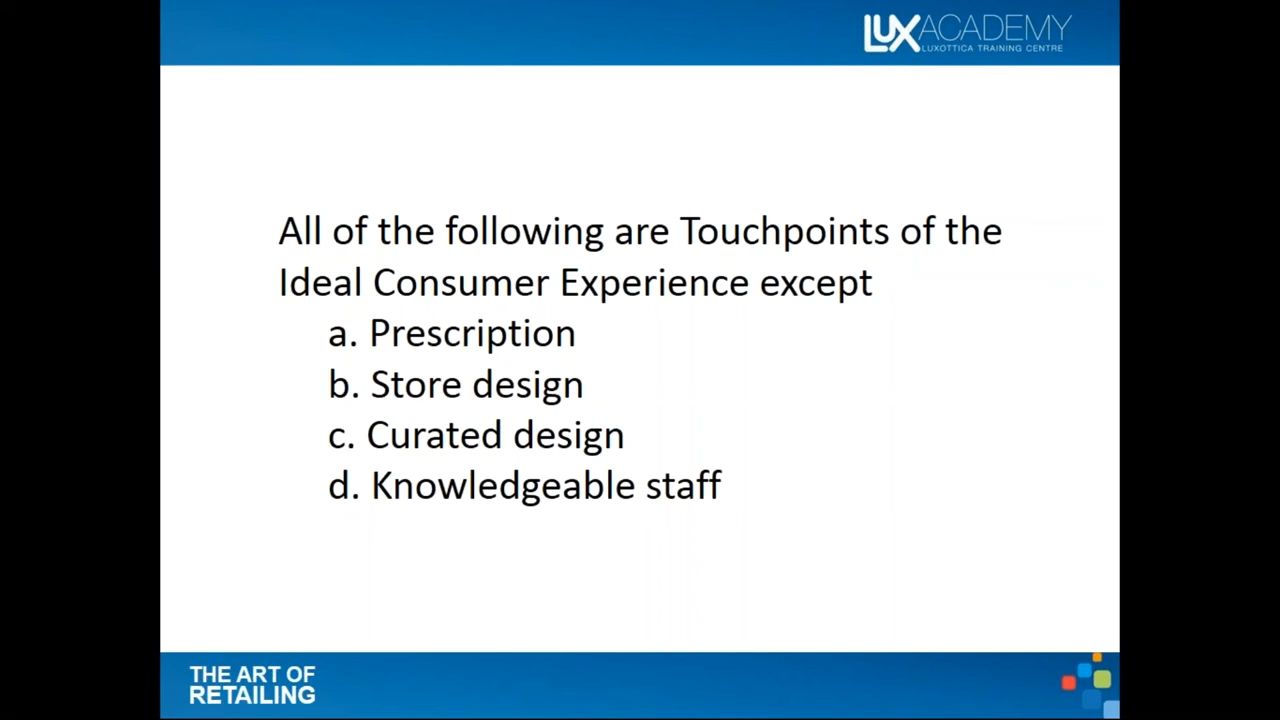 LUXACADEMY
LUXOTTICA TRAINING CENTRE
All of the following are Touchpoints of the
Ideal Consumer Experience except
a. Prescription
b. Store design
c. Curated design
d. Knowledgeable staff
THE ART OF
RETAILING